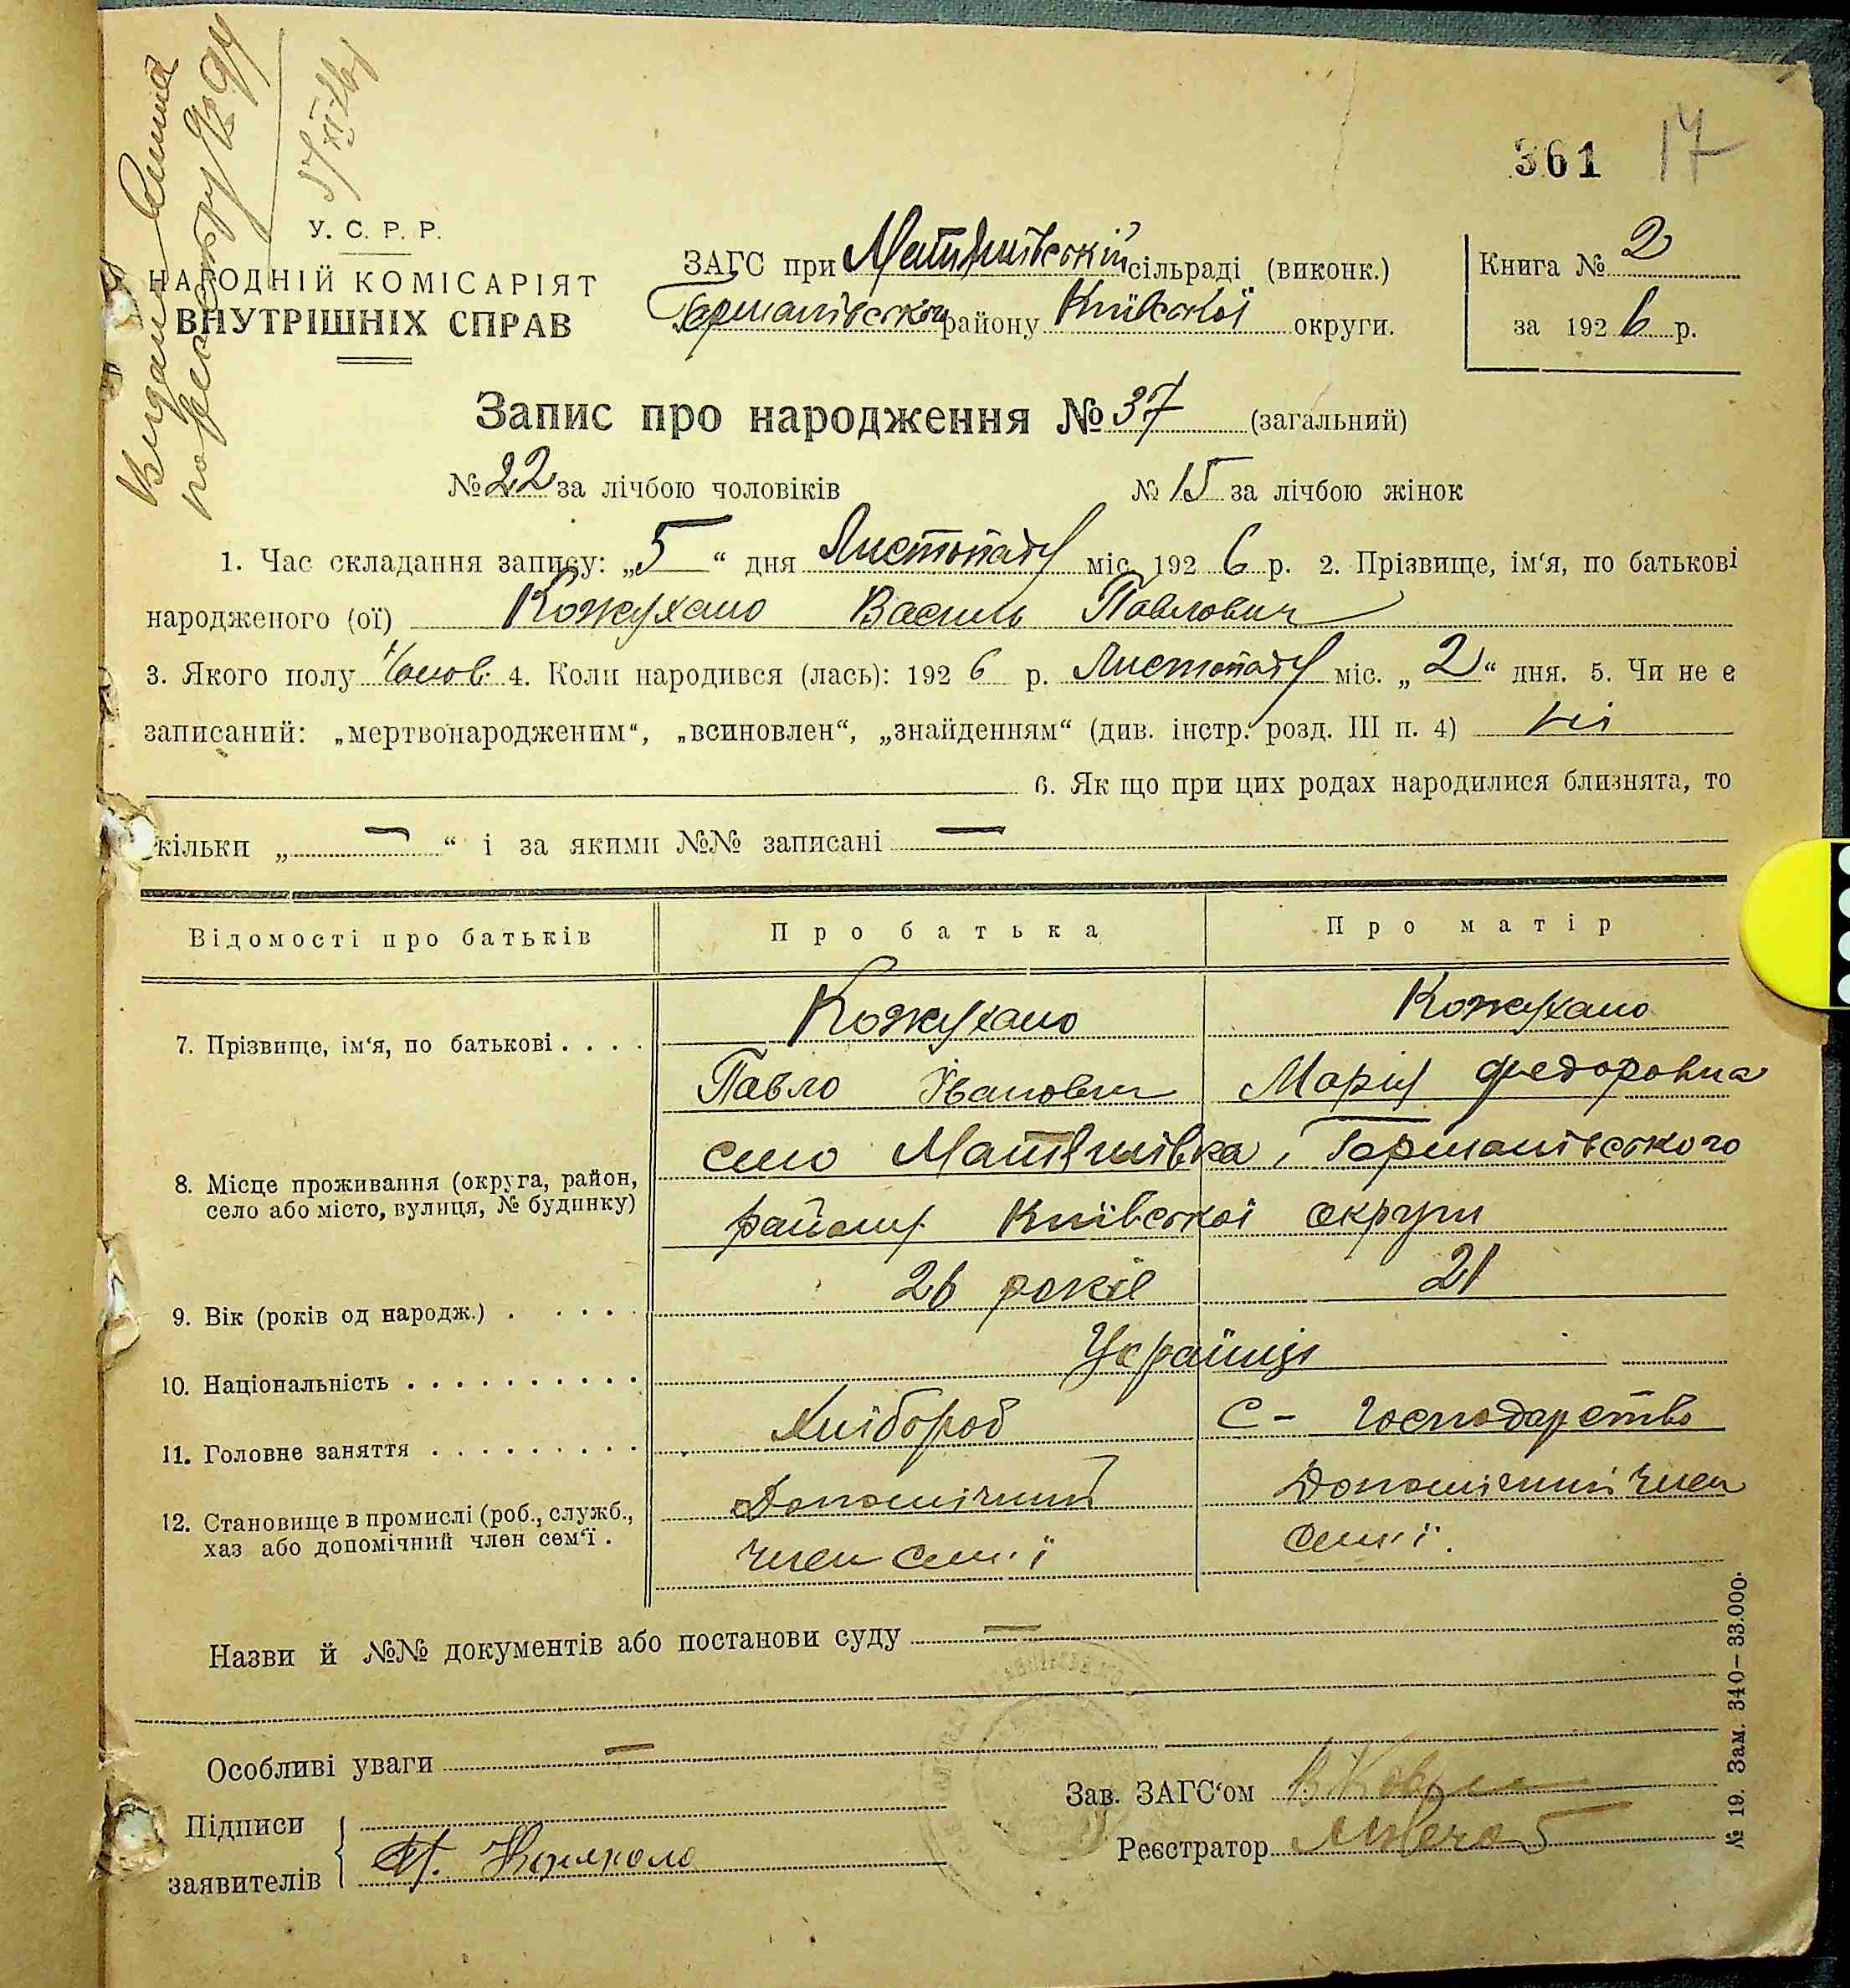 361 17
У. С. Р. Р.
НАРОДНІЙ КОМІСАРІЯТ
ВНУТРІШНІХ СПРАВ
ЗАГС при сільраді (виконк.)
Германівського району Київської округи.
Книга № 2
за 1926 р.
Запис про народження № 37 (загальний)
№ 22 за лічбою чоловіків № 15 за лічбою жінок
1. Час складання запису: „5“ дня Листопаду міс. 1926 р. 2. Прізвище, ім‘я, по батькові
народженого (ої) Кожухало Василь Павлович
3. Якого полу Чолов. 4. Коли народився (лась): 1926 р. Листопаду міс. „2“ дня. 5. Чи не є
записаний: „мертвонародженим“, „всиновлен“, „знайденням“ (див. інстр. розд. III п. 4) ні
6. Як що при цих родах народилися близнята, то
скільки „—“ і за якими №№ записані —
Відомості про батьків Про батька Про матір
7. Прізвище, ім‘я, по батькові . . . . Кожухало Кожухало
Павло Іванович Марія Федоровна
8. Місце проживання (округа, район, село або місто, вулиця, № будинку) село Германівського
району Київської округи
9. Вік (років од народж.) . . . . . 26 років 21
10. Національність . . . . . . . . . . Українці
11. Головне заняття . . . . . . . . . Хлібороб С-Господарство
12. Становище в промислі (роб., служб., Допомічний Допомічний член
хаз або допомічний член сем‘ї . член сем'ї сем'ї.
Назви й №№ документів або постанови суду —
Особливі уваги —
Зав. ЗАГС‘ом
Підписи
заявителів
Реєстратор
№ 19. Зам. 340—33.000.